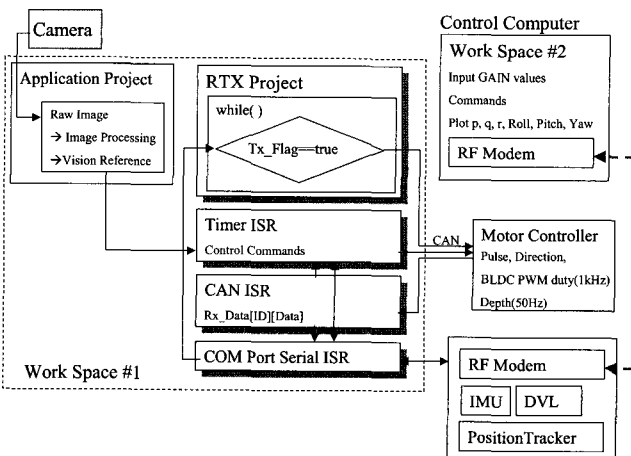 Camera
Application Project
Raw Image
→ Image Processing
→Vision Reference
RTX Project
while( )
Tx_Flag==true
Timer ISR
Control Commands
CAN ISR
Rx_Data[ID][Data]
COM Port Serial ISR
Work Space #1
Control Computer
Work Space #2
Input GAIN values
Commands
Plot p, q, r, Roll, Pitch, Yaw
RF Modem
CAN
Motor Controller
Pulse, Direction,
BLDC PWM duty(1kHz)
Depth(50Hz)
RF Modem
IMU
DVL
PositionTracker